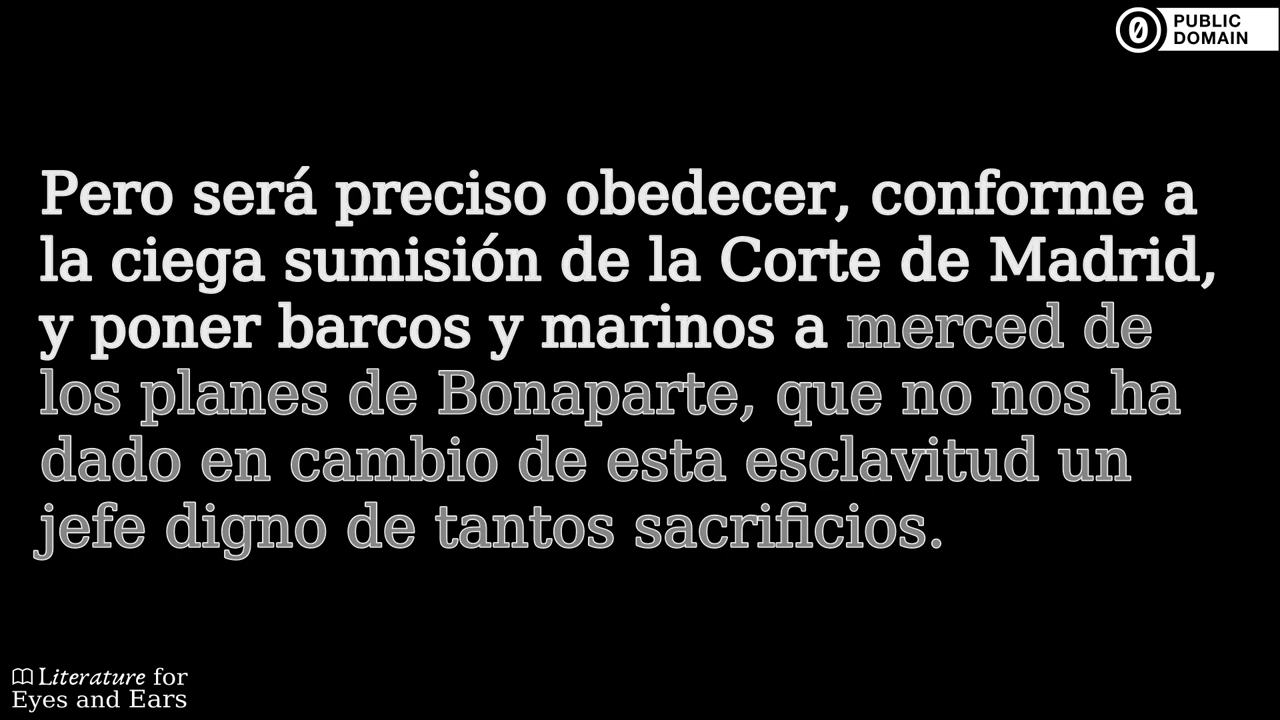 PUBLIC
DOMAIN
Pero será preciso obedecer, conforme a
la ciega sumisión de la Corte de Madrid,
y poner barcos y marinos a merced de
los planes de Bonaparte, que no nos ha
dado en cambio de esta esclavitud un
jefe digno de tantos sacrificios.
Literature for
Eyes and Ears